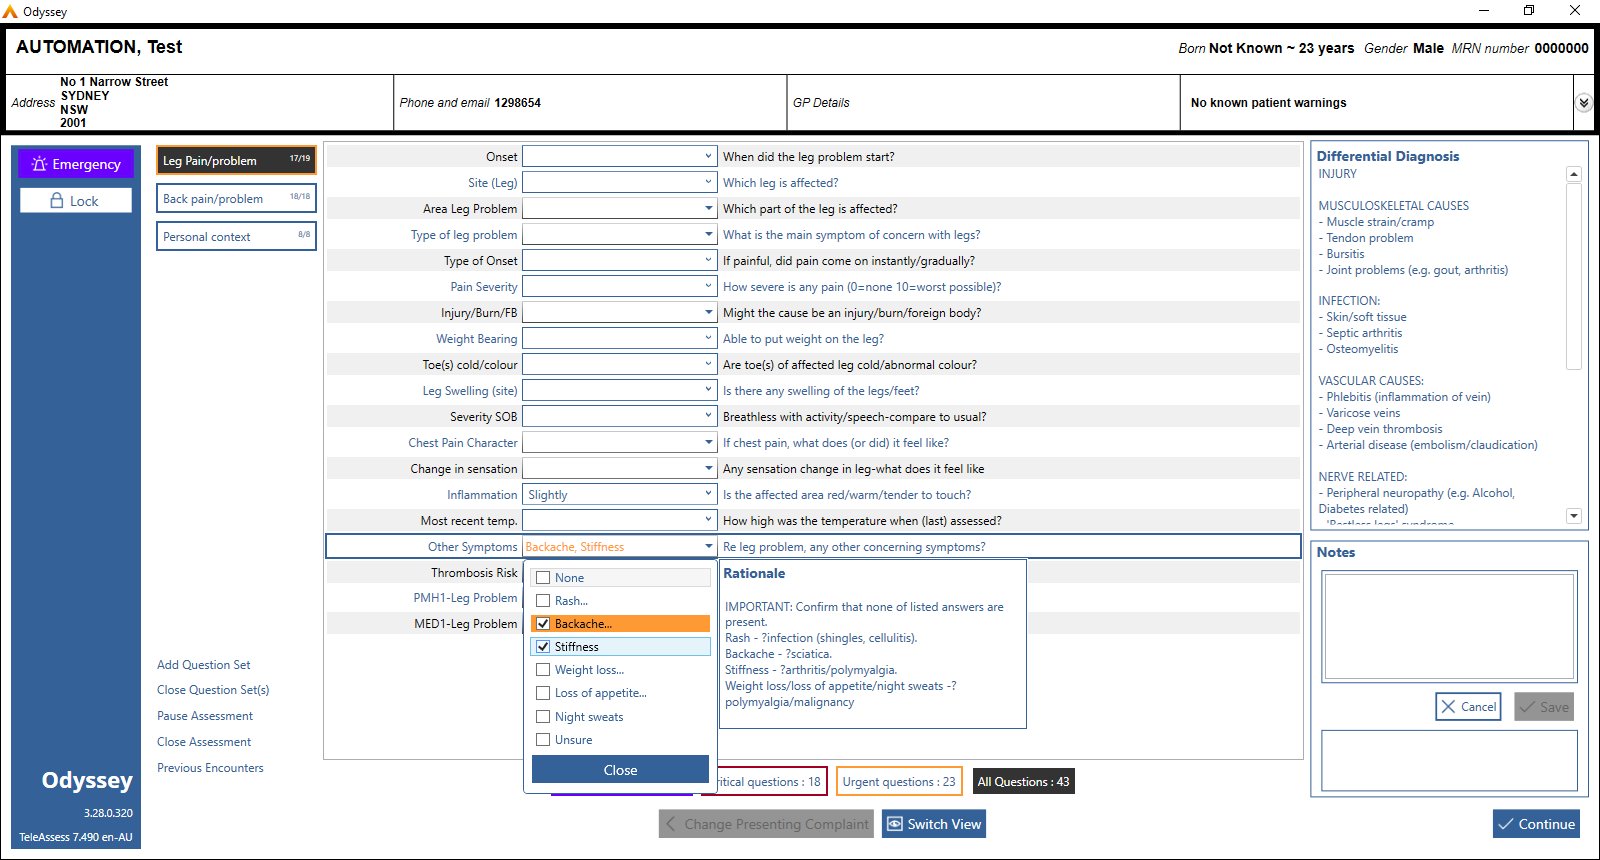 Odyssey
AUTOMATION, Test
Born Not Known ~ 23 years Gender Male MRN number 0000000
Address
No 1 Narrow Street
SYDNEY
NSW
2001
Phone and email 1298654
GP Details
No known patient warnings
Emergency
Lock
Odyssey
3.28.0.320
TeleAssess 7.490 en-AU
Leg Pain/problem 17/19
Back pain/problem 18/18
Personal context 8/8
Add Question Set
Close Question Set(s)
Pause Assessment
Close Assessment
Previous Encounters
Onset When did the leg problem start?
Site (Leg) Which leg is affected?
Area Leg Problem Which part of the leg is affected?
Type of leg problem What is the main symptom of concern with legs?
Type of Onset If painful, did pain come on instantly/gradually?
Pain Severity How severe is any pain (0=none 10=worst possible)?
Injury/Burn/FB Might the cause be an injury/burn/foreign body?
Weight Bearing Able to put weight on the leg?
Toe(s) cold/colour Are toe(s) of affected leg cold/abnormal colour?
Leg Swelling (site) Is there any swelling of the legs/feet?
Severity SOB Breathless with activity/speech-compare to usual?
Chest Pain Character If chest pain, what does (or did) it feel like?
Change in sensation Any sensation change in leg-what does it feel like
Inflammation Slightly Is the affected area red/warm/tender to touch?
Most recent temp. How high was the temperature when (last) assessed?
Other Symptoms Backache, Stiffness Re leg problem, any other concerning symptoms?
Thrombosis Risk
PMH1-Leg Problem
MED1-Leg Problem
None
Rash...
Backache...
Stiffness
Weight loss...
Loss of appetite...
Night sweats
Unsure
Close
Rationale
IMPORTANT: Confirm that none of listed answers are
present.
Rash - ?infection (shingles, cellulitis).
Backache - ?sciatica.
Stiffness - ?arthritis/polymyalgia.
Weight loss/loss of appetite/night sweats -?
polymyalgia/malignancy
ritical questions : 18
Urgent questions : 23
All Questions : 43
Change Presenting Complaint
Switch View
Differential Diagnosis
INJURY
MUSCULOSKELETAL CAUSES
- Muscle strain/cramp
- Tendon problem
- Bursitis
- Joint problems (e.g. gout, arthritis)
INFECTION:
- Skin/soft tissue
- Septic arthritis
- Osteomyelitis
VASCULAR CAUSES:
- Phlebitis (inflammation of vein)
- Varicose veins
- Deep vein thrombosis
- Arterial disease (embolism/claudication)
NERVE RELATED:
- Peripheral neuropathy (e.g. Alcohol,
Diabetes related)
- 'Restless legs' syndrome
Notes
Cancel
Save
Continue